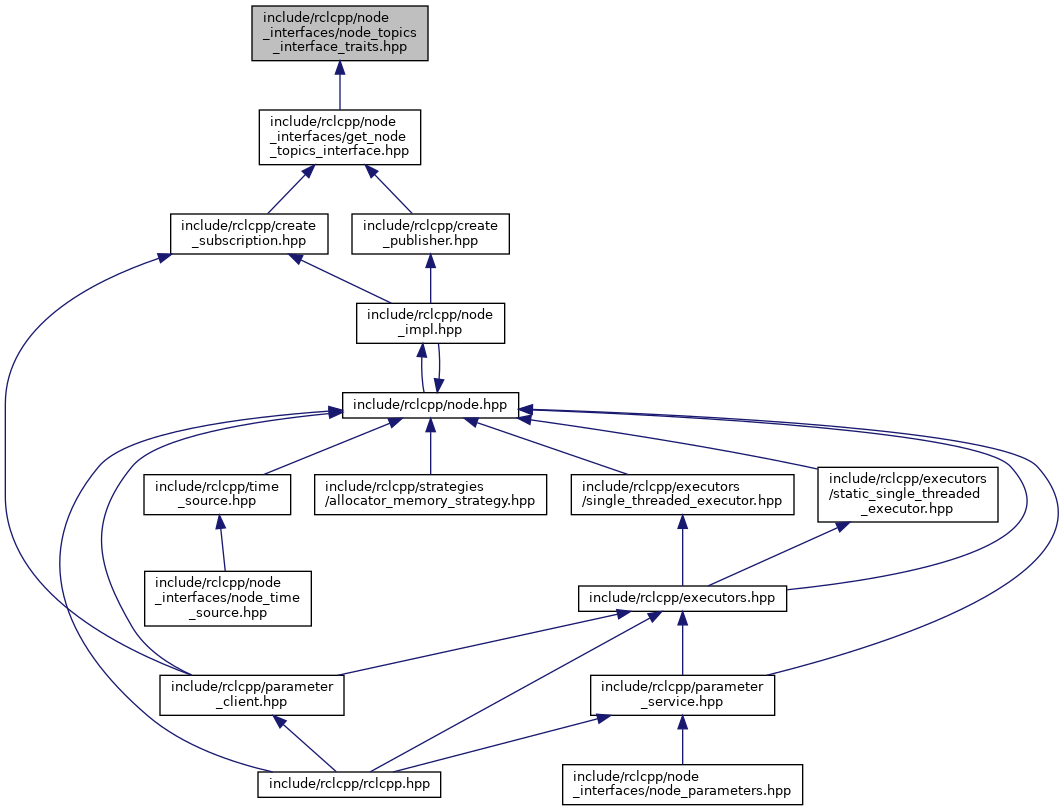 include/rclcpp/node
_interfaces/node_topics
_interface_traits.hpp
include/rclcpp/node
_interfaces/get_node
_topics_interface.hpp
include/rclcpp/create
_subscription.hpp
include/rclcpp/create
_publisher.hpp
include/rclcpp/node
_impl.hpp
include/rclcpp/node.hpp
include/rclcpp/time
_source.hpp
include/rclcpp/strategies
/allocator_memory_strategy.hpp
include/rclcpp/executors
/single_threaded_executor.hpp
include/rclcpp/executors
/static_single_threaded
_executor.hpp
include/rclcpp/node
_interfaces/node_time
_source.hpp
include/rclcpp/executors.hpp
include/rclcpp/parameter
_client.hpp
include/rclcpp/parameter
_service.hpp
include/rclcpp/rclcpp.hpp
include/rclcpp/node
_interfaces/node_parameters.hpp